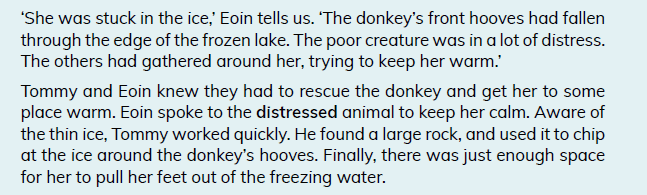 ‘She was stuck in the ice,’ Eoin tells us. ‘The donkey’s front hooves had fallen
through the edge of the frozen lake. The poor creature was in a lot of distress.
The others had gathered around her, trying to keep her warm.’
Tommy and Eoin knew they had to rescue the donkey and get her to some
place warm. Eoin spoke to the distressed animal to keep her calm. Aware of
the thin ice, Tommy worked quickly. He found a large rock, and used it to chip
at the ice around the donkey’s hooves. Finally, there was just enough space
for her to pull her feet out of the freezing water.